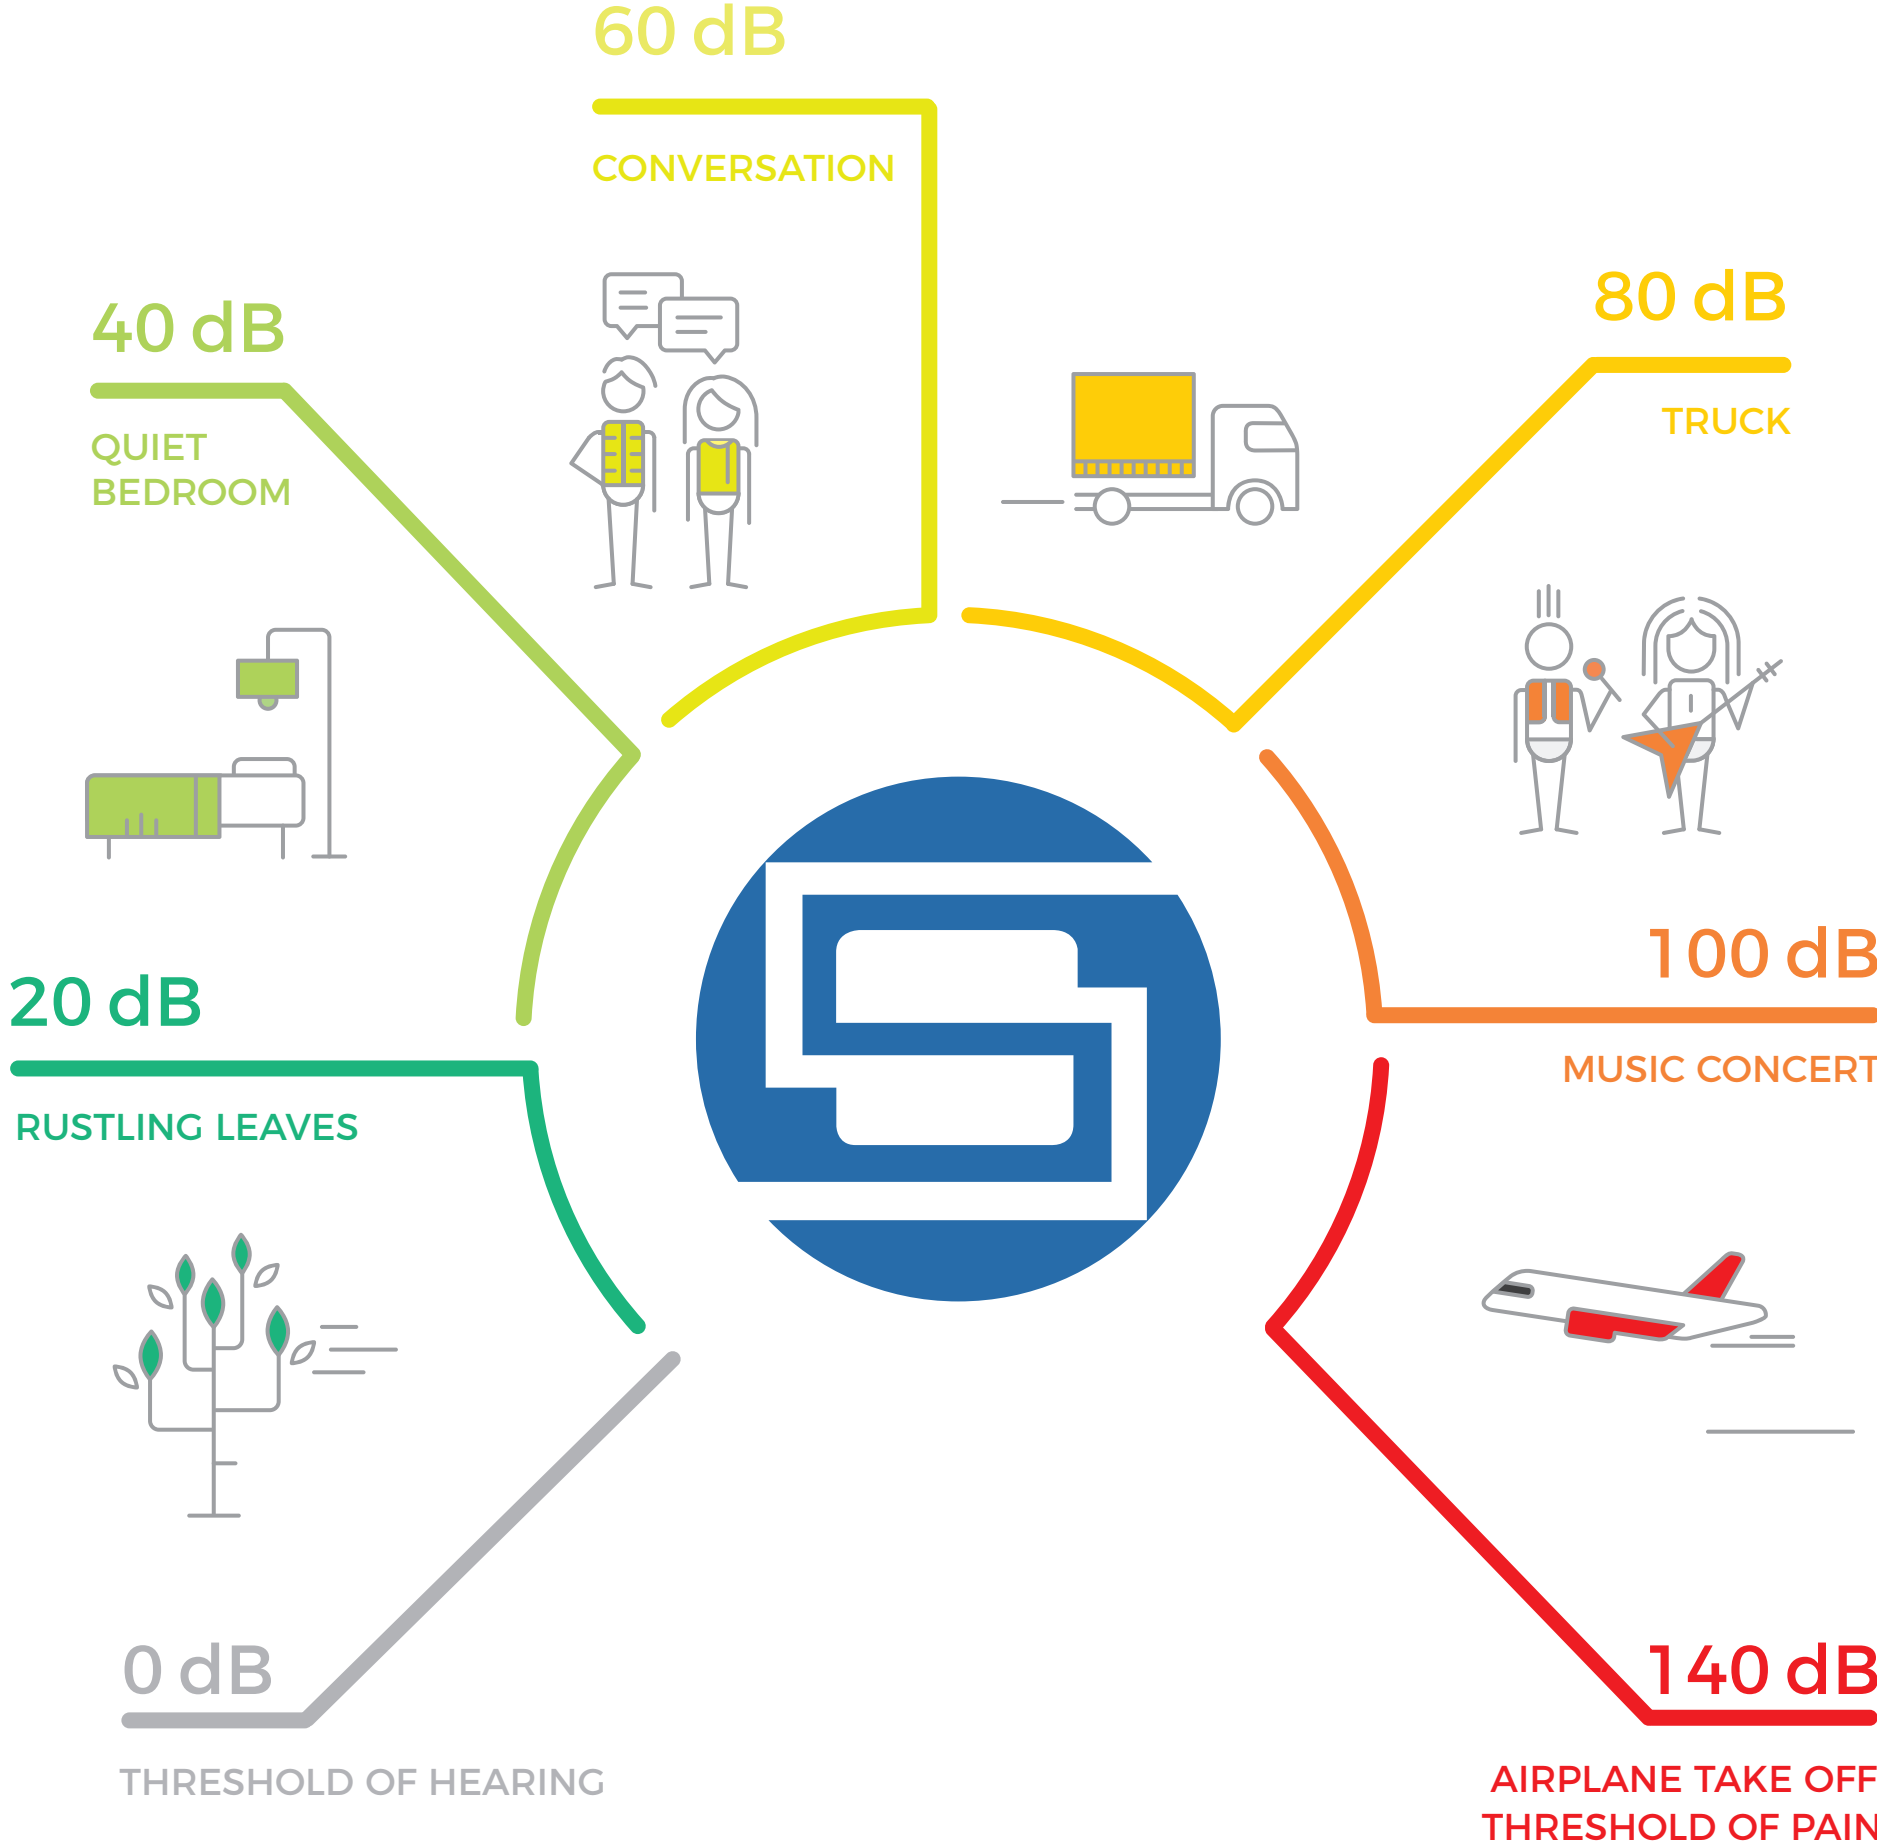 60 dB
CONVERSATION
40 dB
QUIET
BEDROOM
80 dB
TRUCK
20 dB
RUSTLING LEAVES
100 dB
MUSIC CONCERT
0 dB
THRESHOLD OF HEARING
140 dB
AIRPLANE TAKE OFF
THRESHOLD OF PAIN